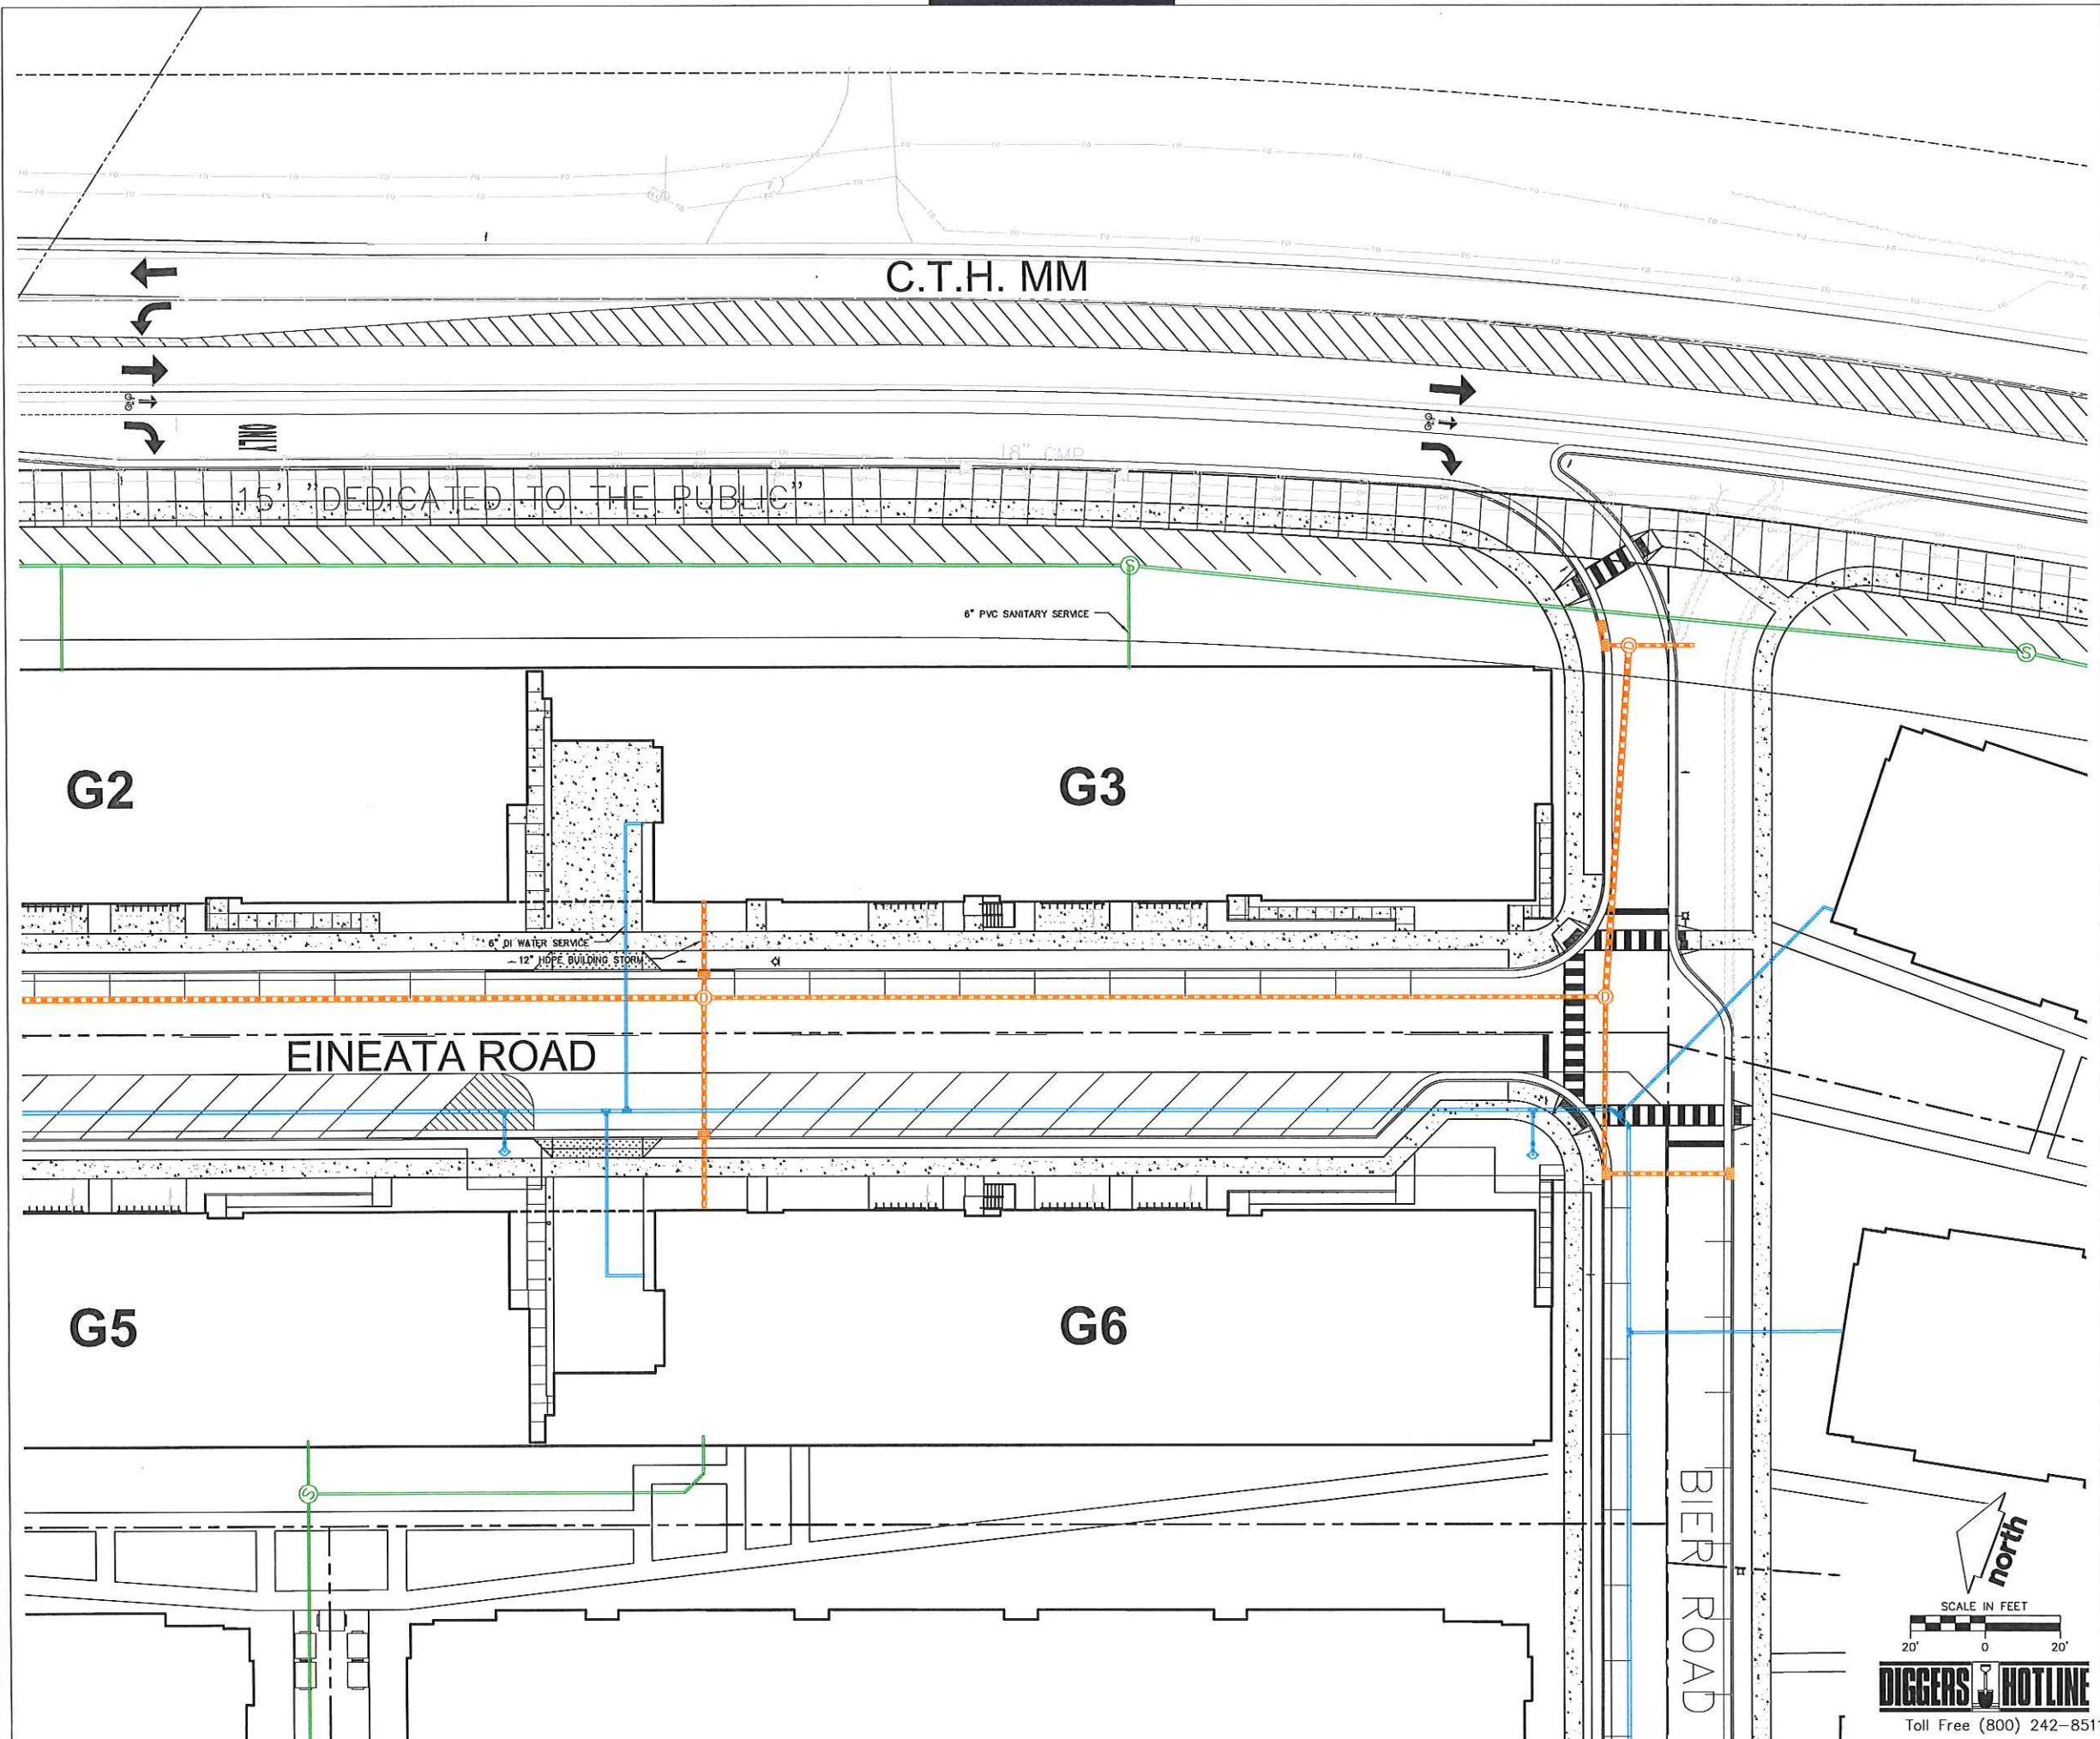 C.T.H. MM
ONLY
18" CMP
15' "DEDICATED TO THE PUBLIC"
S
6" PVC SANITARY SERVICE
D
S
G2
G3
6" DI WATER SERVICE
12" HDPE BUILDING STORM
D
D
EINEATA ROAD
G5
G6
S
BIER ROAD
north
SCALE IN FEET
20' 0 20'
DIGGERS HOTLINE
Toll Free (800) 242-8511